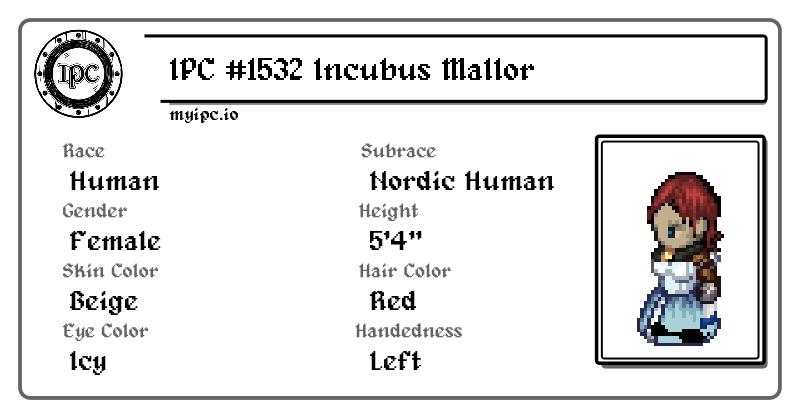 IPC
IPC #1532 Incubus Mallor
myipc.io
Race
Human
Subrace
Nordic Human
Gender
Female
Height
5'4"
Skin Color
Beige
Hair Color
Red
Eye Color
Icy
Handedness
Left